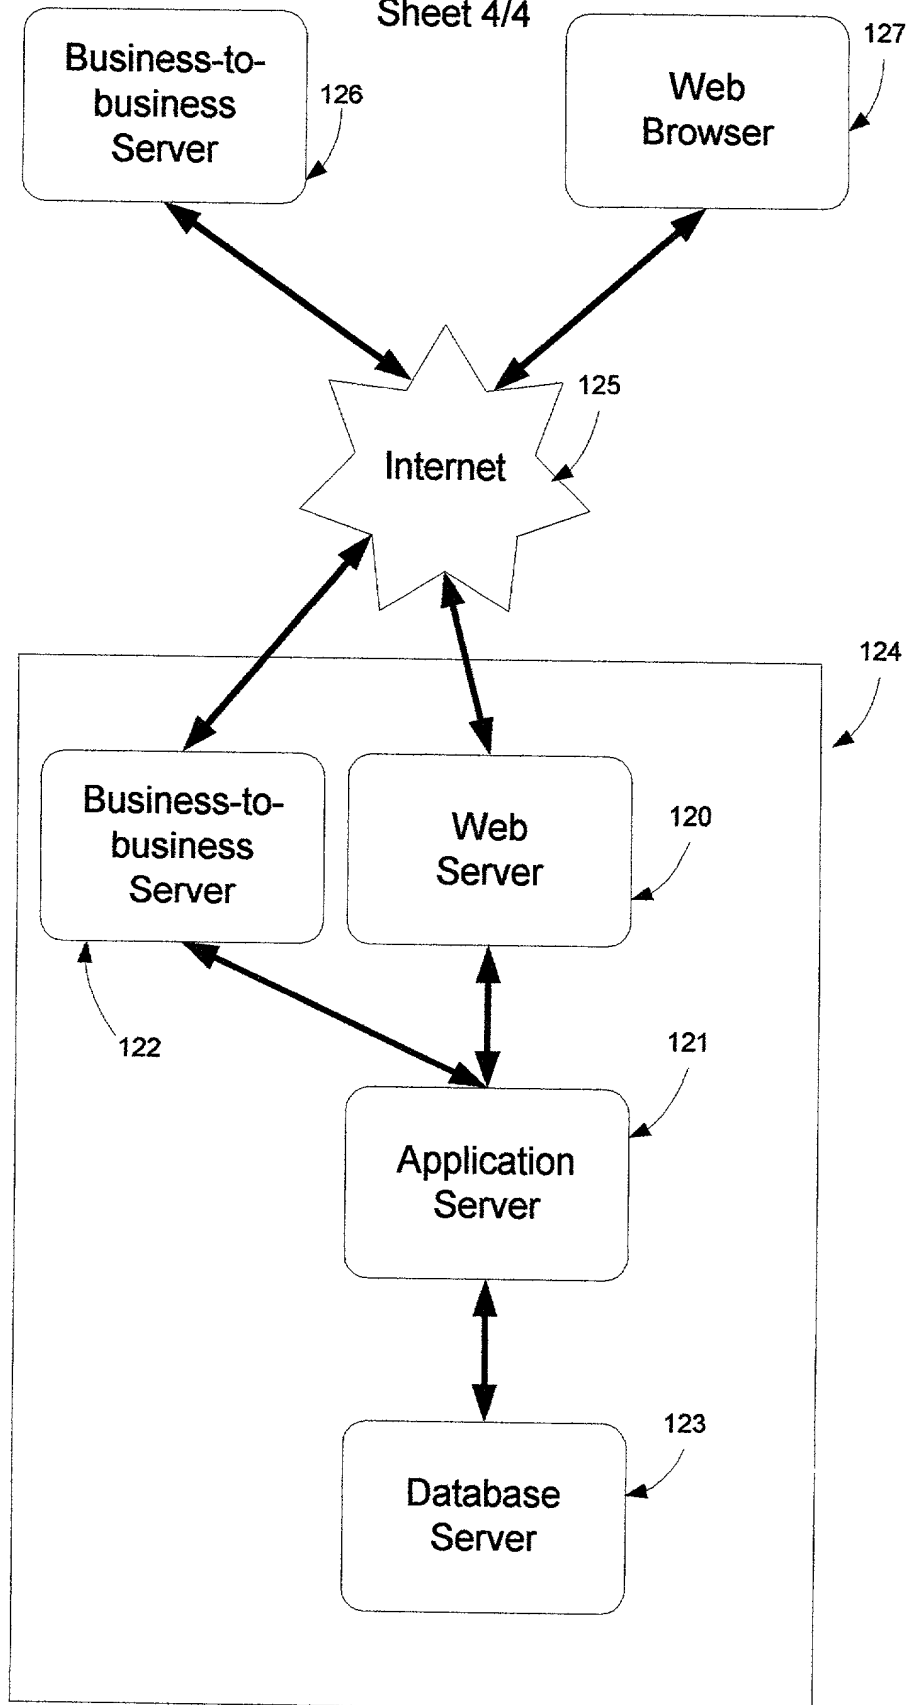 Sheet 4/4
Business-to-
business
Server
126
Web
Browser
127
Internet
125
124
Business-to-
business
Server
122
Web
Server
120
Application
Server
121
Database
Server
123